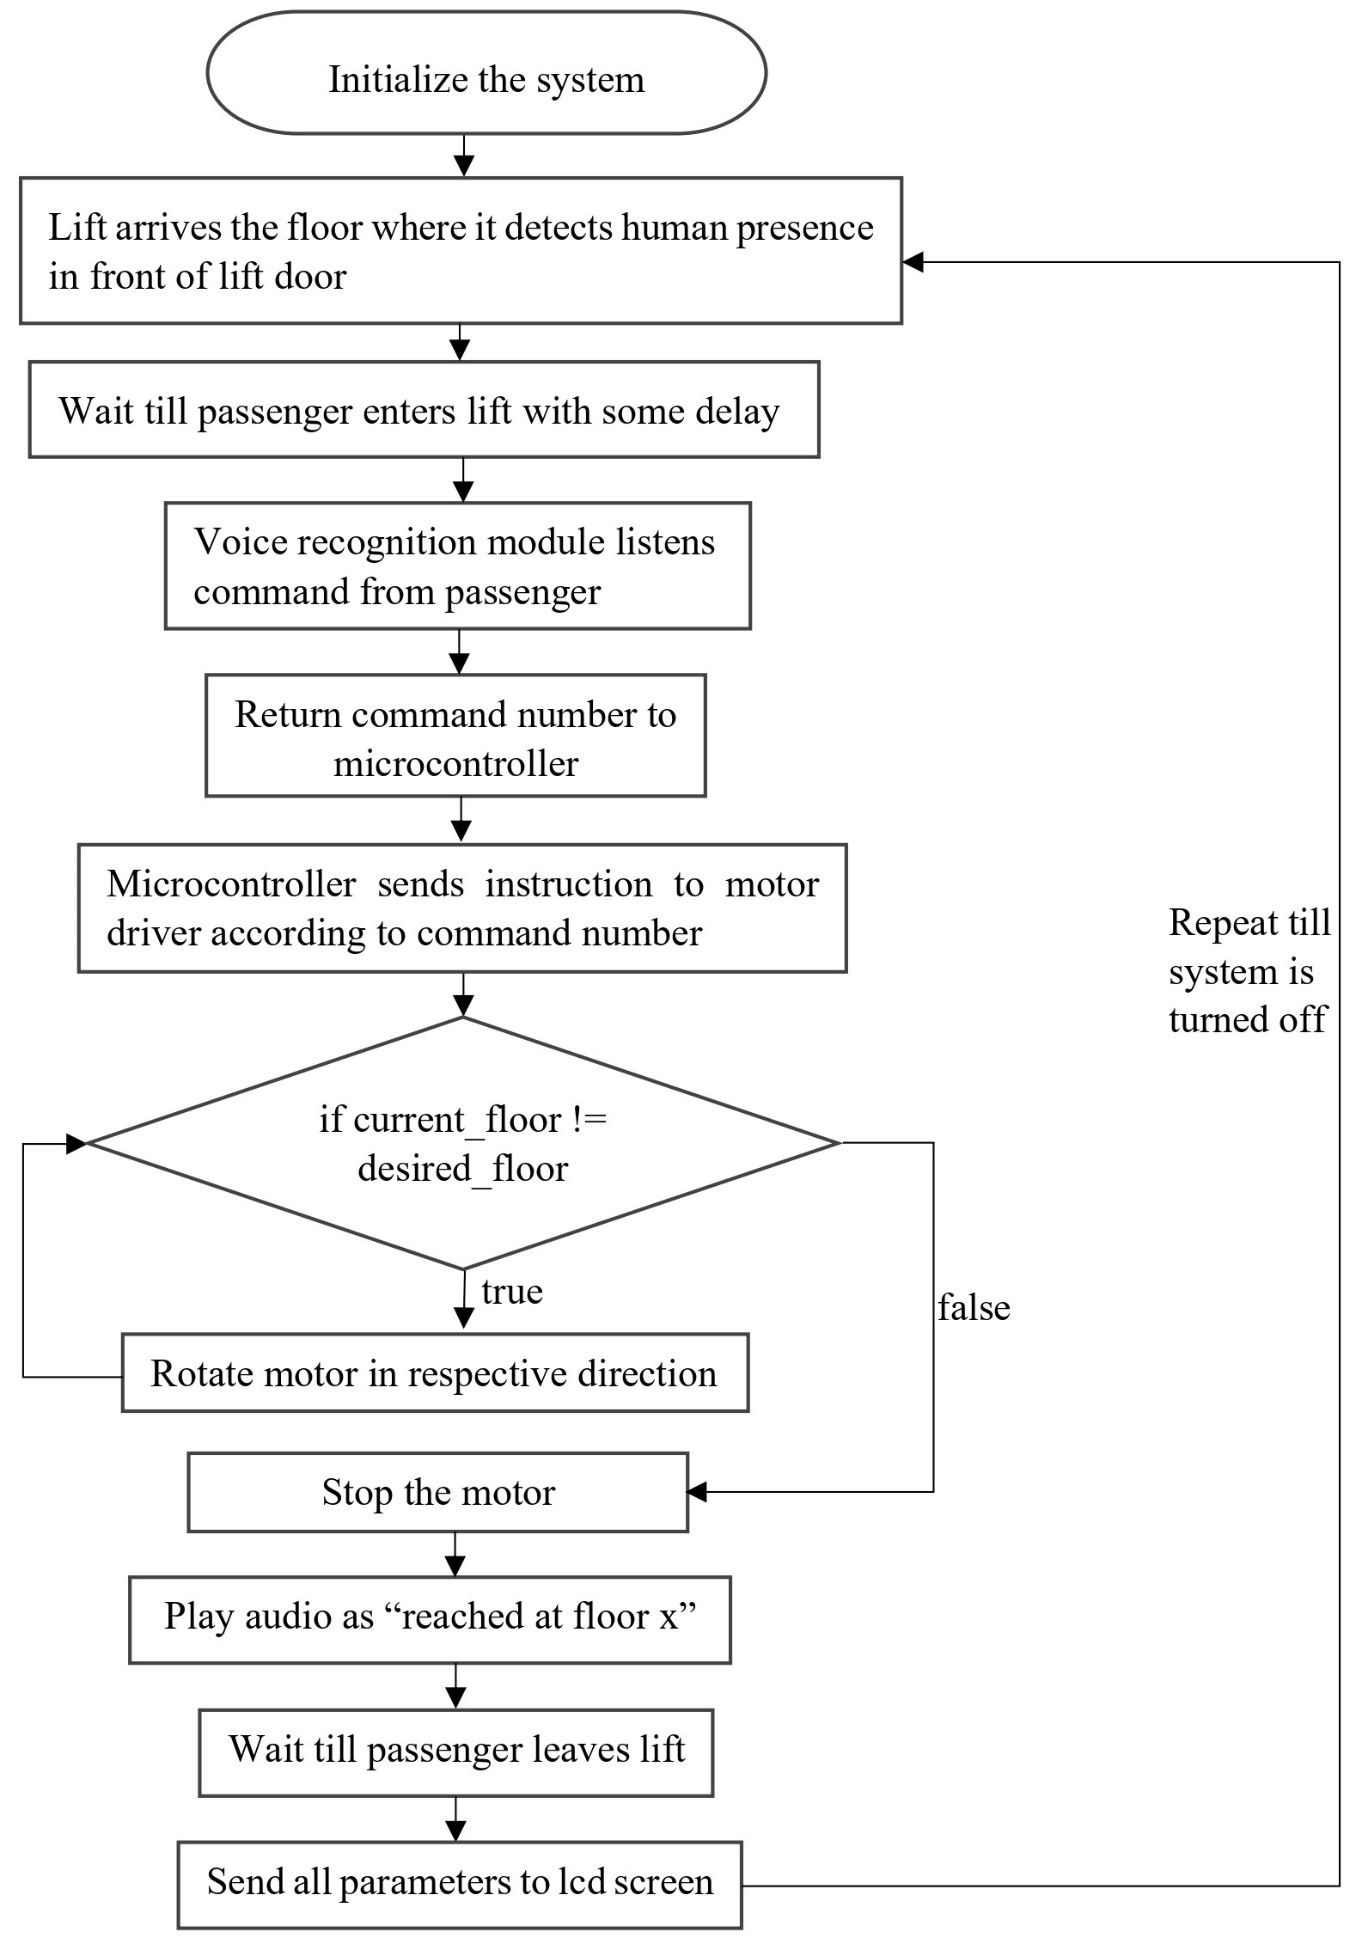 Initialize the system
Lift arrives the floor where it detects human presence
in front of lift door
Wait till passenger enters lift with some delay
Voice recognition module listens
command from passenger
Return command number to
microcontroller
Microcontroller sends instruction to motor
driver according to command number
Repeat till
system is
turned off
if current_floor !=
desired_floor
true
false
Rotate motor in respective direction
Stop the motor
Play audio as “reached at floor x”
Wait till passenger leaves lift
Send all parameters to lcd screen